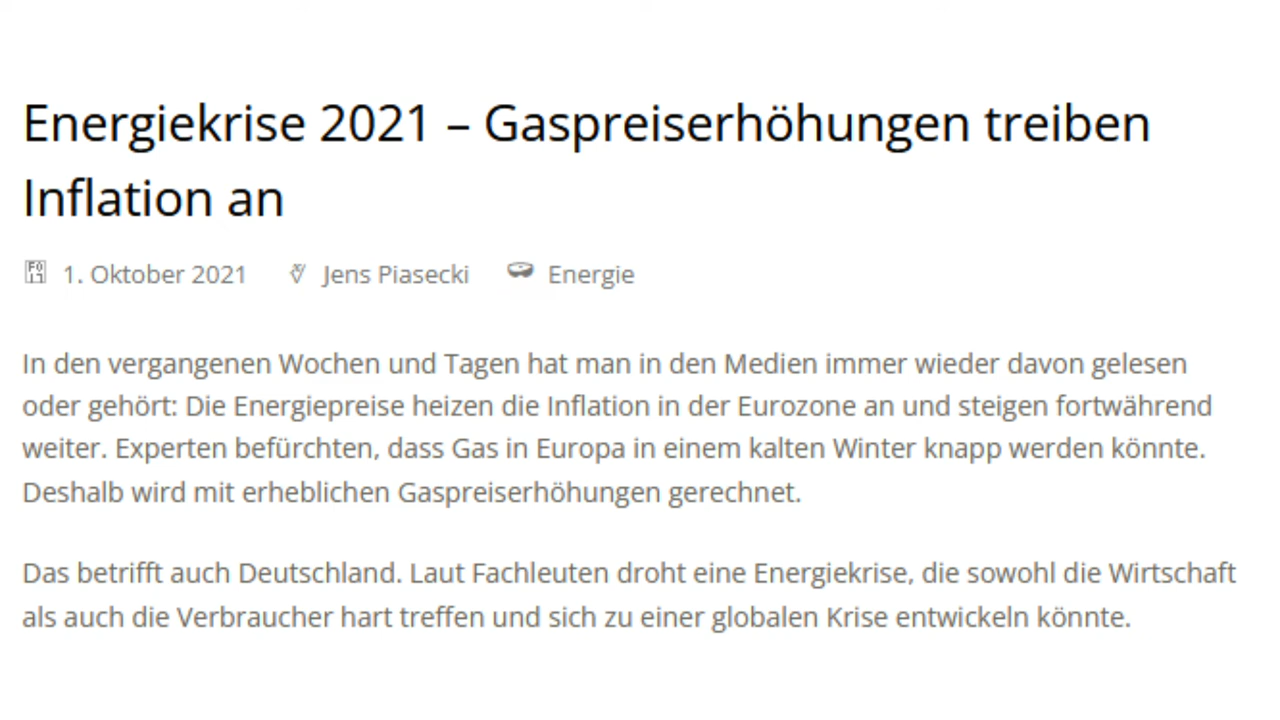 Energiekrise 2021 – Gaspreiserhöhungen treiben
Inflation an
1. Oktober 2021 Jens Piasecki Energie
In den vergangenen Wochen und Tagen hat man in den Medien immer wieder davon gelesen
oder gehört: Die Energiepreise heizen die Inflation in der Eurozone an und steigen fortwährend
weiter. Experten befürchten, dass Gas in Europa in einem kalten Winter knapp werden könnte.
Deshalb wird mit erheblichen Gaspreiserhöhungen gerechnet.
Das betrifft auch Deutschland. Laut Fachleuten droht eine Energiekrise, die sowohl die Wirtschaft
als auch die Verbraucher hart treffen und sich zu einer globalen Krise entwickeln könnte.